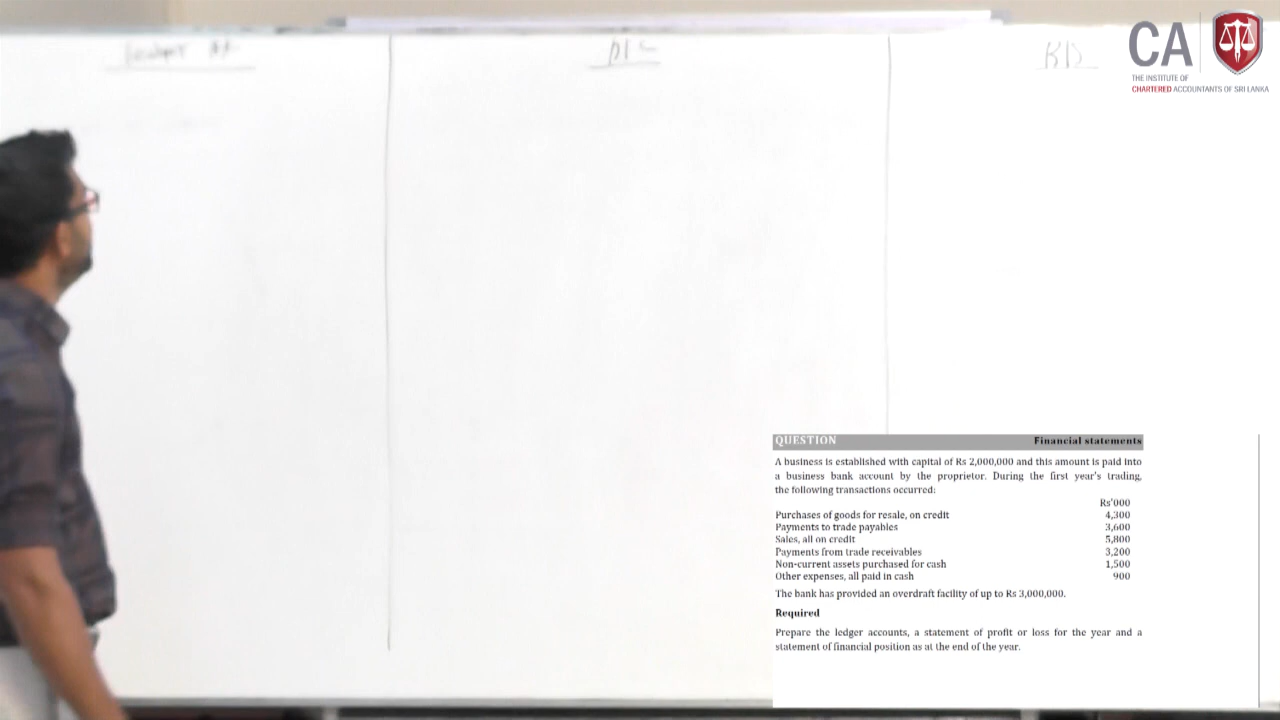 CA
THE INSTITUTE OF
CHARTERED ACCOUNTANTS OF SRI LANKA
QUESTION Financial statements
A business is established with capital of Rs 2,000,000 and this amount is paid into
a business bank account by the proprietor. During the first year's trading,
the following transactions occurred:
Rs'000
Purchases of goods for resale, on credit 4,300
Payments to trade payables 3,600
Sales, all on credit 5,800
Payments from trade receivables 3,200
Non-current assets purchased for cash 1,500
Other expenses, all paid in cash 900
The bank has provided an overdraft facility of up to Rs 3,000,000.
Required
Prepare the ledger accounts, a statement of profit or loss for the year and a
statement of financial position as at the end of the year.